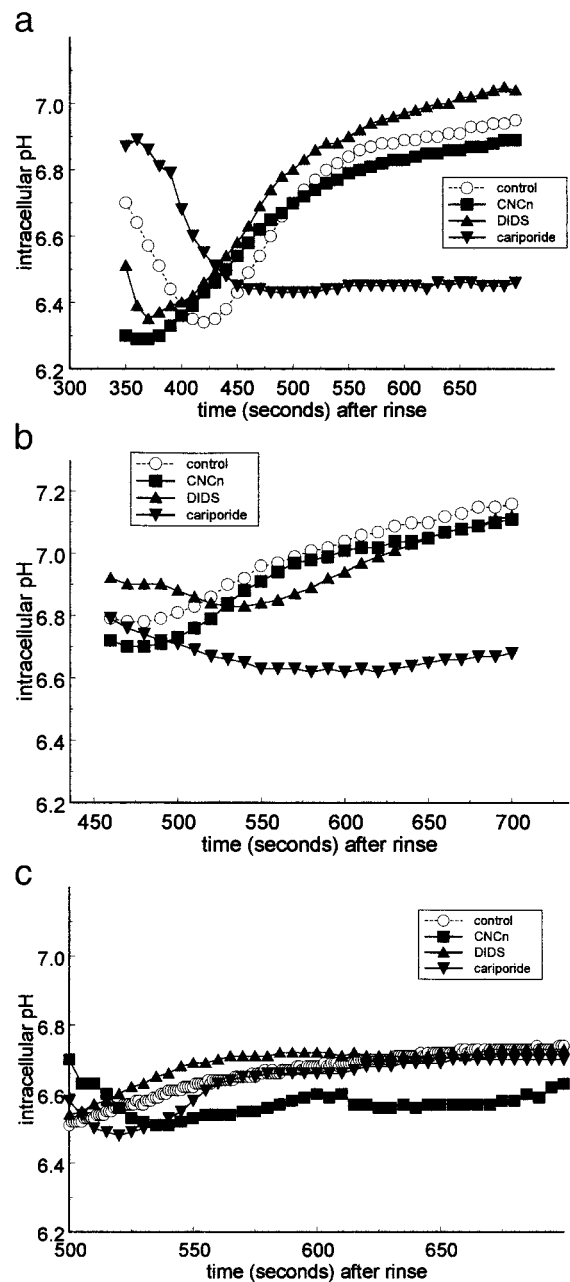 a
7.0
6.8
6.6
6.4
6.2
intracellular pH
control
CNCn
DIDS
cariporide
300 350 400 450 500 550 600 650
time (seconds) after rinse
b
control
CNCn
DIDS
cariporide
7.2
7.0
6.8
6.6
6.4
6.2
intracellular pH
450 500 550 600 650 700
time (seconds) after rinse
c
control
CNCn
DIDS
cariporide
7.0
6.8
6.6
6.4
6.2
intracellular pH
500 550 600 650
time (seconds) after rinse